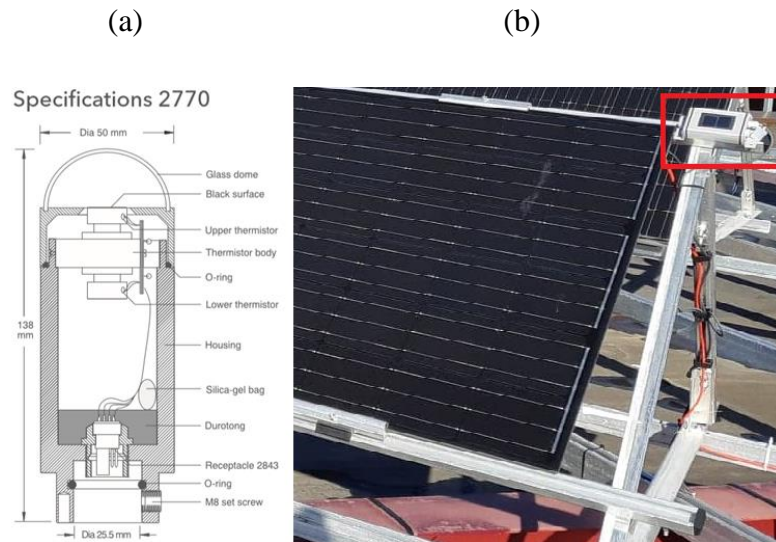 (a)
(b)
Specifications 2770
Dia 50 mm
Glass dome
Black surface
Upper thermistor
Thermistor body
O-ring
Lower thermistor
138
mm
Housing
Silica-gel bag
Durotong
Receptacle 2843
O-ring
M8 set screw
Dia 25.5 mm